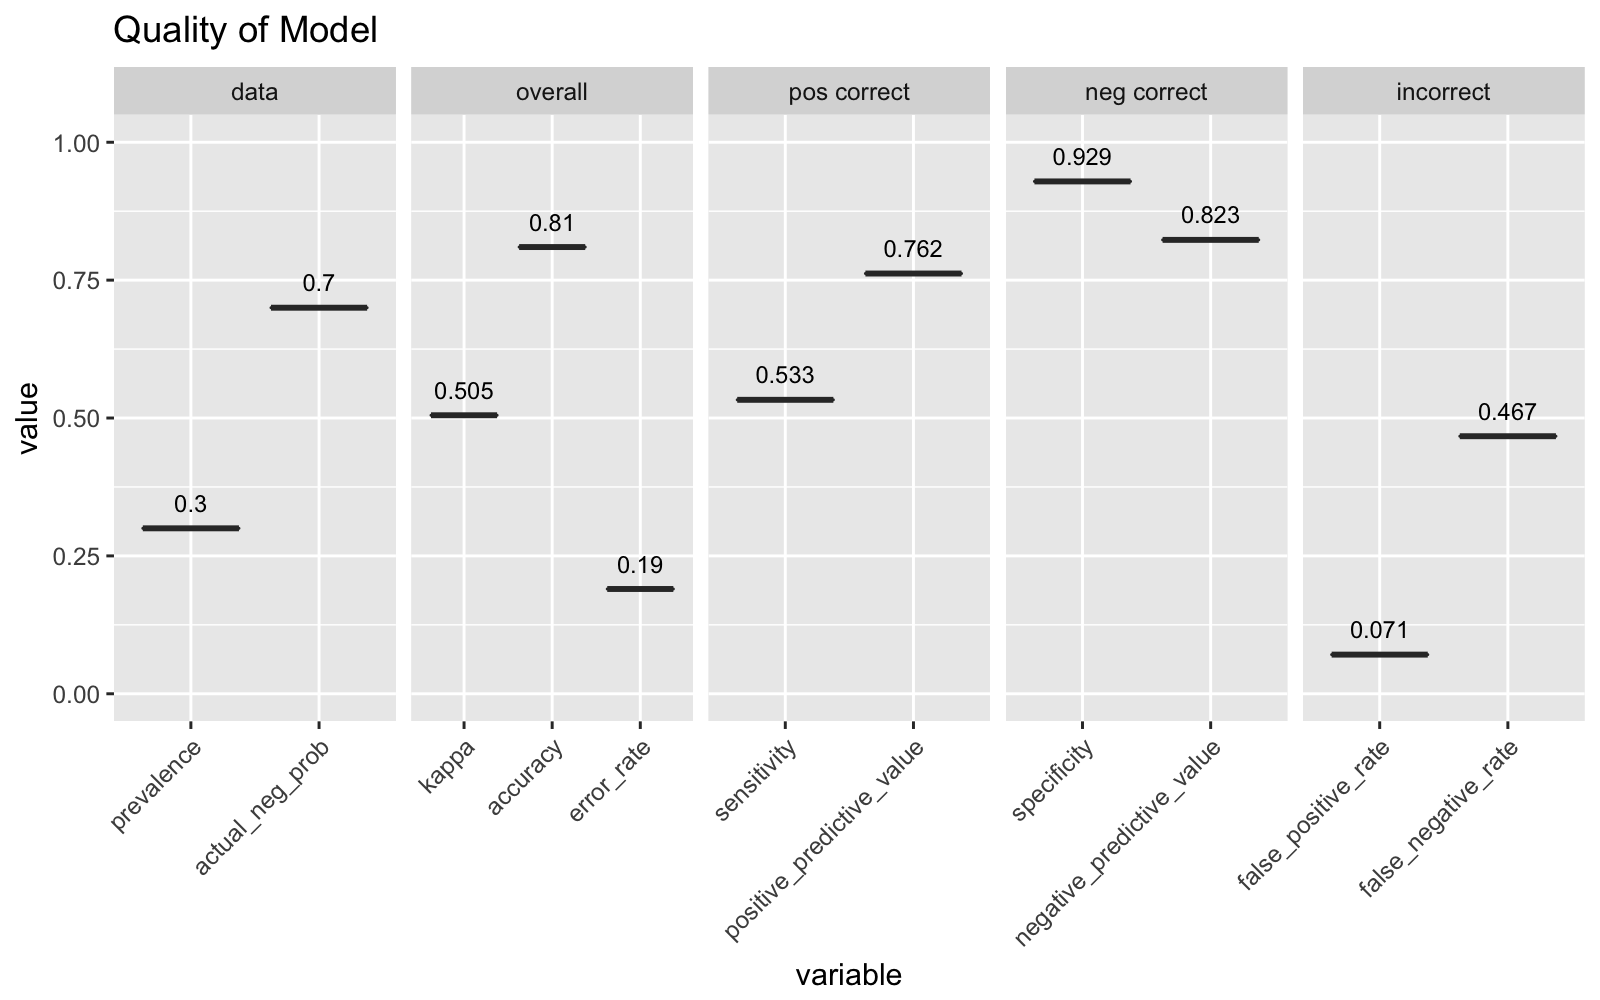 Quality of Model
data
overall
pos correct
neg correct
incorrect
1.00
0.75
0.50
0.25
0.00
value
0.3
0.7
0.505
0.81
0.19
0.533
0.762
0.929
0.823
0.071
0.467
prevalence
actual_neg_prob
kappa
accuracy
error_rate
sensitivity
positive_predictive_value
specificity
negative_predictive_value
false_positive_rate
false_negative_rate
variable